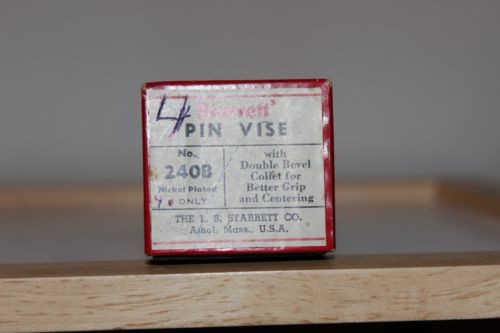 4
Starrett
PIN VISE
No.
240B
Nickel Plated
4. ONLY
with
Double Bevel
Collet for
Better Grip
and Centering
THE L. S. STARRETT CO.
Athol, Mass., U.S.A.